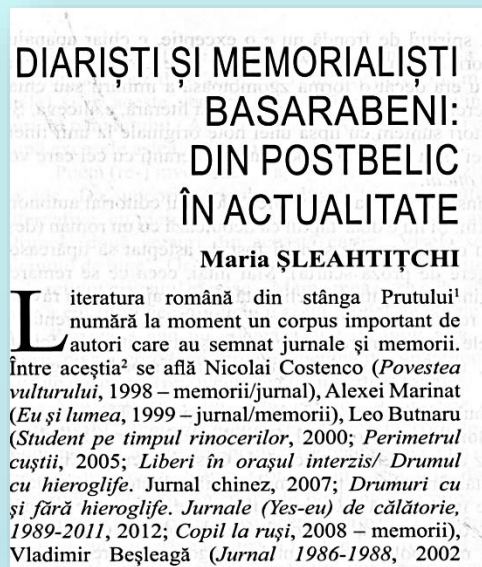 DIARIȘTI ȘI MEMORIALIȘTI
BASARABENI:
DIN POSTBELIC
ÎN ACTUALITATE
Maria ȘLEAHTIȚCHI
Literatura română din stânga Prutului¹
numără la moment un corpus important de
autori care au semnat jurnale și memorii.
Între aceștia² se află Nicolai Costenco (Povestea
vulturului, 1998 – memorii/jurnal), Alexei Marinat
(Eu și lumea, 1999 – jurnal/memorii), Leo Butnaru
(Student pe timpul rinocerilor, 2000; Perimetrul
cuștii, 2005; Liberi în orașul interzis/ Drumul
cu hieroglife. Jurnal chinez, 2007; Drumuri cu
și fără hieroglife. Jurnale (Yes-eu) de călătorie,
1989-2011, 2012; Copil la ruși, 2008 – memorii),
Vladimir Beșleagă (Jurnal 1986-1988, 2002